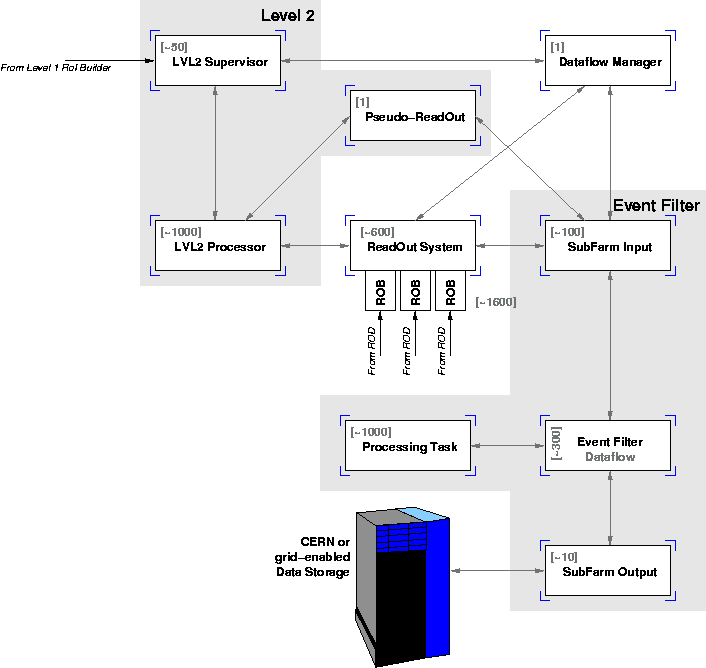 Level 2
[~50]
LVL2 Supervisor
[1]
Dataflow Manager
From Level 1 RoI Builder
[1]
Pseudo–ReadOut
Event Filter
[~1000]
LVL2 Processor
[~600]
ReadOut System
[~100]
SubFarm Input
ROB
ROB
ROB
[~1600]
From ROD
From ROD
From ROD
[~1000]
Processing Task
[~300]
Event Filter
Dataflow
CERN or
grid–enabled
Data Storage
[~10]
SubFarm Output